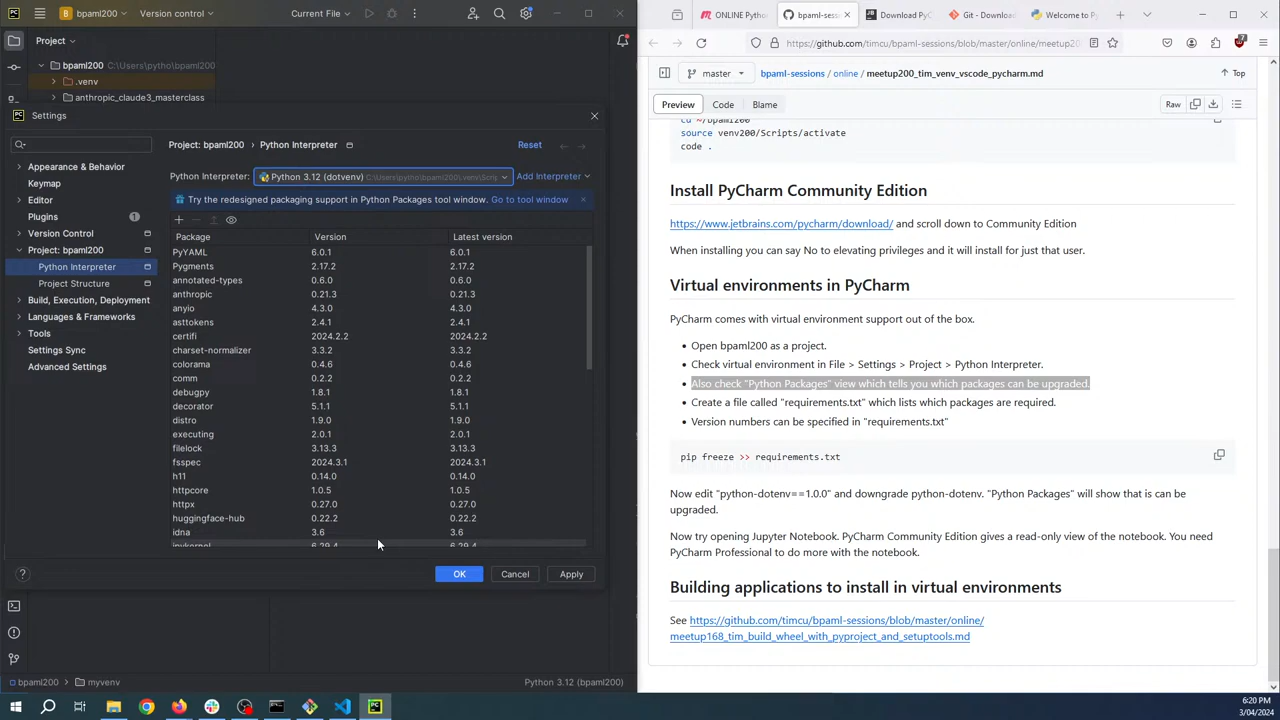 bpaml200
Version control
Current File
Project
bpaml200 C:\Users\pytho\bpaml200
.venv
anthropic_claude3_masterclass
Settings
Project: bpaml200 > Python Interpreter
Reset
Appearance & Behavior
Keymap
Editor
Plugins
1
Version Control
Project: bpaml200
Python Interpreter
Project Structure
Build, Execution, Deployment
Languages & Frameworks
Tools
Settings Sync
Advanced Settings
Python Interpreter: Python 3.12 (dotenv) C:\Users\pytho\bpaml200\.venv\Scrip
Add Interpreter
Try the redesigned packaging support in Python Packages tool window. Go to tool window
Package Version Latest version
PyYAML 6.0.1 6.0.1
Pygments 2.17.2 2.17.2
annotated-types 0.6.0 0.6.0
anthropic 0.21.3 0.21.3
anyio 4.3.0 4.3.0
asttokens 2.4.1 2.4.1
certifi 2024.2.2 2024.2.2
charset-normalizer 3.3.2 3.3.2
colorama 0.4.6 0.4.6
comm 0.2.2 0.2.2
debugpy 1.8.1 1.8.1
decorator 5.1.1 5.1.1
distro 1.9.0 1.9.0
executing 2.0.1 2.0.1
filelock 3.13.3 3.13.3
fsspec 2024.3.1 2024.3.1
h11 0.14.0 0.14.0
httpcore 1.0.5 1.0.5
httpx 0.27.0 0.27.0
huggingface-hub 0.22.2 0.22.2
idna 3.6 3.6
ipykernel 6.29.4 6.29.4
OK
Cancel
Apply
bpaml200 > myvenv
Python 3.12 (bpaml200)
ONLINE Python
bpaml-sessi
Download PyC
Git - Downloa
Welcome to Py
https://github.com/timcu/bpaml-sessions/blob/master/online/meetup20
master
bpaml-sessions / online / meetup200_tim_venv_vscode_pycharm.md
Top
Preview
Code
Blame
Raw
cd ~/bpaml200
source venv200/Scripts/activate
code .
Install PyCharm Community Edition
https://www.jetbrains.com/pycharm/download/ and scroll down to Community Edition
When installing you can say No to elevating privileges and it will install for just that user.
Virtual environments in PyCharm
PyCharm comes with virtual environment support out of the box.
• Open bpaml200 as a project.
• Check virtual environment in File > Settings > Project > Python Interpreter.
• Also check "Python Packages" view which tells you which packages can be upgraded.
• Create a file called "requirements.txt" which lists which packages are required.
• Version numbers can be specified in "requirements.txt"
pip freeze >> requirements.txt
Now edit "python-dotenv==1.0.0" and downgrade python-dotenv. "Python Packages" will show that is can be
upgraded.
Now try opening Jupyter Notebook. PyCharm Community Edition gives a read-only view of the notebook. You need
PyCharm Professional to do more with the notebook.
Building applications to install in virtual environments
See https://github.com/timcu/bpaml-sessions/blob/master/online/
meetup168_tim_build_wheel_with_pyproject_and_setuptools.md
6:20 PM
3/04/2024